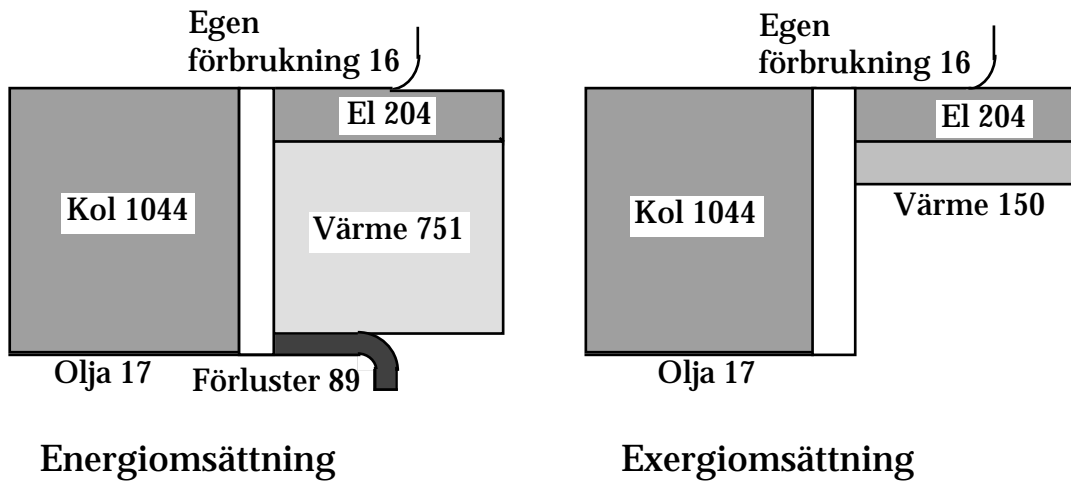 Egen
förbrukning 16
El 204
Kol 1044
Värme 751
Olja 17
Förluster 89
Energiomsättning
Egen
förbrukning 16
El 204
Kol 1044
Värme 150
Olja 17
Exergiomsättning